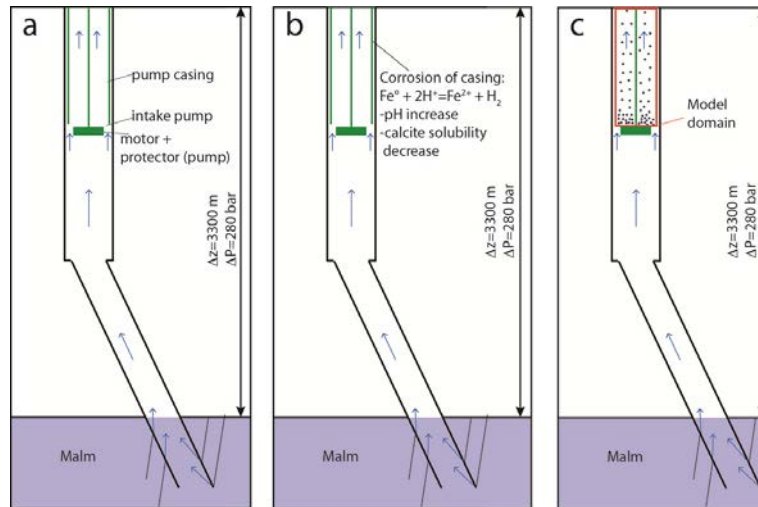 a
pump casing
intake pump
motor +
protector (pump)
Δz=3300 m
ΔP=280 bar
Malm
b
Corrosion of casing:
Fe° + 2H⁺=Fe²⁺ + H₂
-pH increase
-calcite solubility
decrease
Δz=3300 m
ΔP=280 bar
Malm
c
Model
domain
Δz=3300 m
ΔP=280 bar
Malm